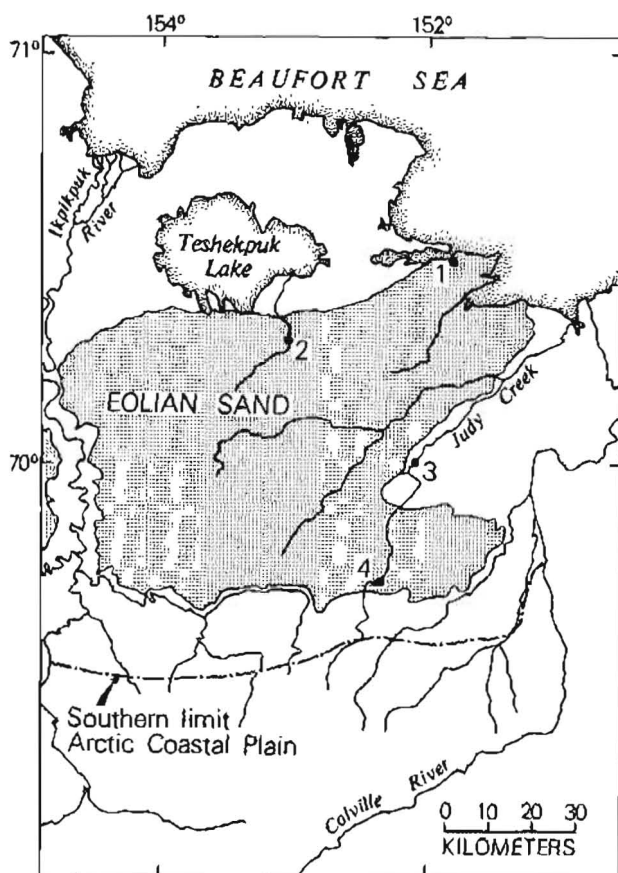 154° 152°
71°
BEAUFORT SEA
Ikpikpuk
River
Teshekpuk
Lake
1
2
EOLIAN SAND
Judy Creek
70°
3
4
Southern limit
Arctic Coastal Plain
Colville River
0 10 20 30
KILOMETERS